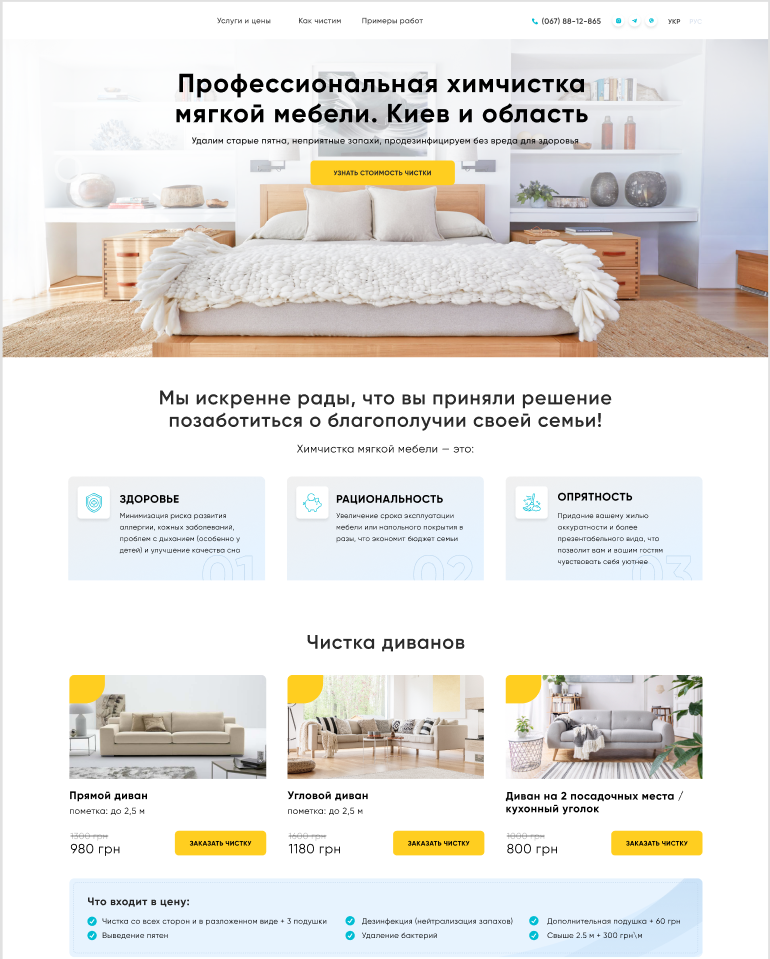 Услуги и цены Как чистим Примеры работ (067) 88-12-865 УКР РУС
Профессиональная химчистка
мягкой мебели. Киев и область
Удалим старые пятна, неприятные запахи, продезинфицируем без вреда для здоровья
УЗНАТЬ СТОИМОСТЬ ЧИСТКИ
Мы искренне рады, что вы приняли решение
позаботиться о благополучии своей семьи!
Химчистка мягкой мебели — это:
ЗДОРОВЬЕ
Минимизация риска развития
аллергии, кожных заболеваний,
проблем с дыханием (особенно у
детей) и улучшение качества сна
01
РАЦИОНАЛЬНОСТЬ
Увеличение срока эксплуатации
мебели или напольного покрытия в
разы, что экономит бюджет семьи
02
ОПРЯТНОСТЬ
Придание вашему жилью
аккуратности и более
презентабельного вида, что
позволит вам и вашим гостям
чувствовать себя уютнее
03
Чистка диванов
Прямой диван
пометка: до 2,5 м
1300 грн
980 грн
ЗАКАЗАТЬ ЧИСТКУ
Угловой диван
пометка: до 2,5 м
1600 грн
1180 грн
ЗАКАЗАТЬ ЧИСТКУ
Диван на 2 посадочных места /
кухонный уголок
1000 грн
800 грн
ЗАКАЗАТЬ ЧИСТКУ
Что входит в цену:
Чистка со всех сторон и в разложенном виде + 3 подушки
Выведение пятен
Дезинфекция (нейтрализация запахов)
Удаление бактерий
Дополнительная подушка + 60 грн
Свыше 2.5 м + 300 грн\м